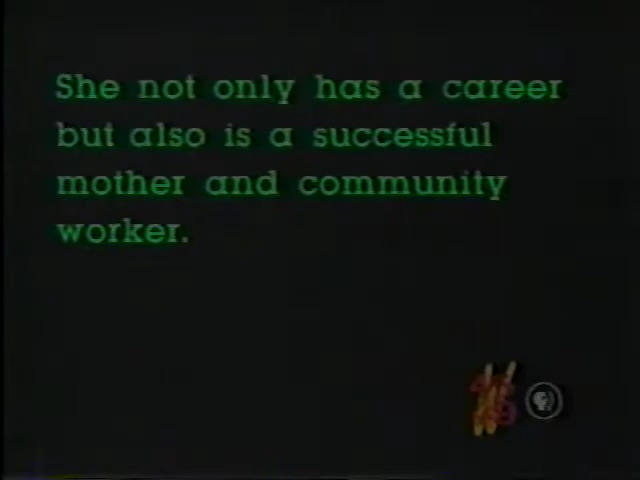 She not only has a career
but also is a successful
mother and community
worker.